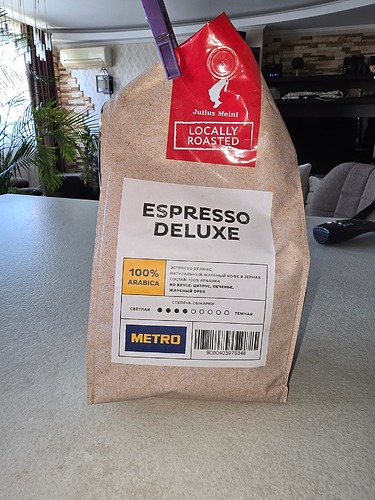 Julius Meinl
LOCALLY
ROASTED
ESPRESSO
DELUXE
100%
ARABICA
ЭСПРЕССО ДЕЛЮКС
НАТУРАЛЬНЫЙ ЖАРЕНЫЙ КОФЕ В ЗЕРНАХ
СОСТАВ: 100% АРАБИКА
ВО ВКУСЕ: ЦИТРУС, ПЕЧЕНЬЕ,
ЖАРЕНЫЙ ОРЕХ
СТЕПЕНЬ ОБЖАРКИ
СВЕТЛАЯ ТЕМНАЯ
METRO
9000403979348